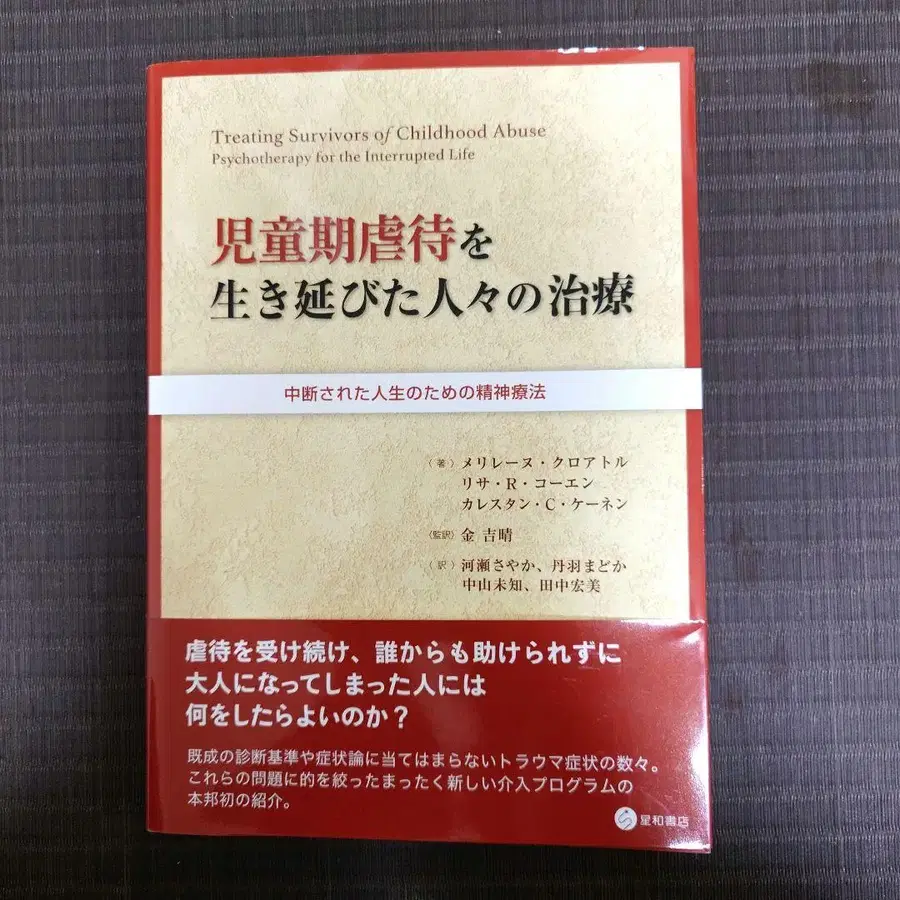 Treating Survivors of Childhood Abuse
Psychotherapy for the Interrupted Life
児童期虐待を
生き延びた人々の治療
中断された人生のための精神療法
〈著〉メリレーヌ・クロアトル
リサ・R・コーエン
カレスタン・C・ケーネン
〈監訳〉金 吉晴
〈訳〉河瀬さやか、丹羽まどか
中山未知、田中宏美
虐待を受け続け、誰からも助けられずに
大人になってしまった人には
何をしたらよいのか？
既成の診断基準や症状論に当てはまらないトラウマ症状の数々。
これらの問題に的を絞ったまったく新しい介入プログラムの
本邦初の紹介。
星和書店